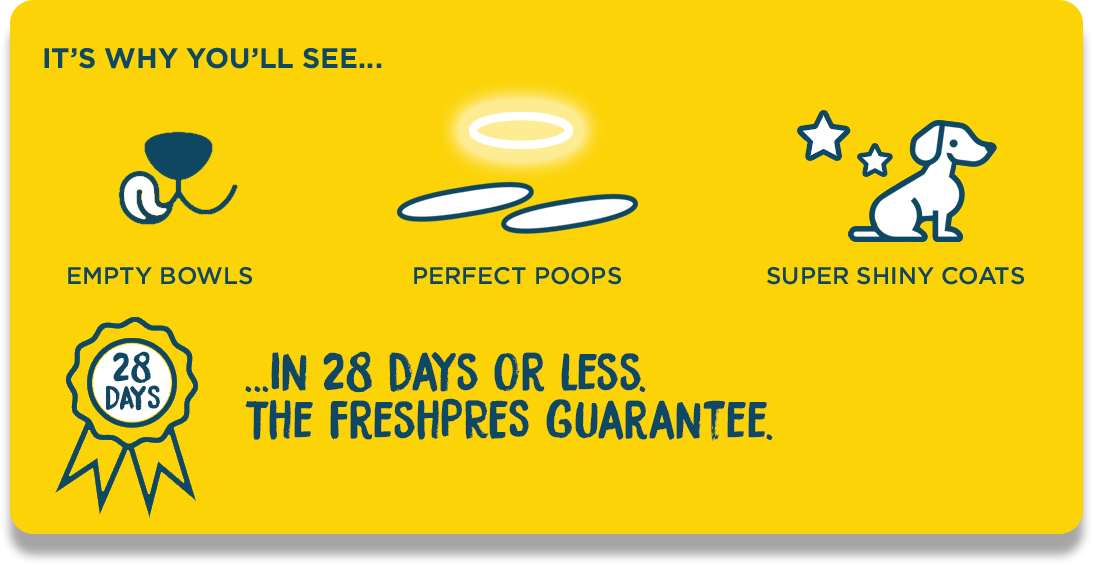 IT'S WHY YOU'LL SEE...
EMPTY BOWLS
PERFECT POOPS
SUPER SHINY COATS
28
DAYS
...IN 28 DAYS OR LESS.
THE FRESHPRES GUARANTEE.